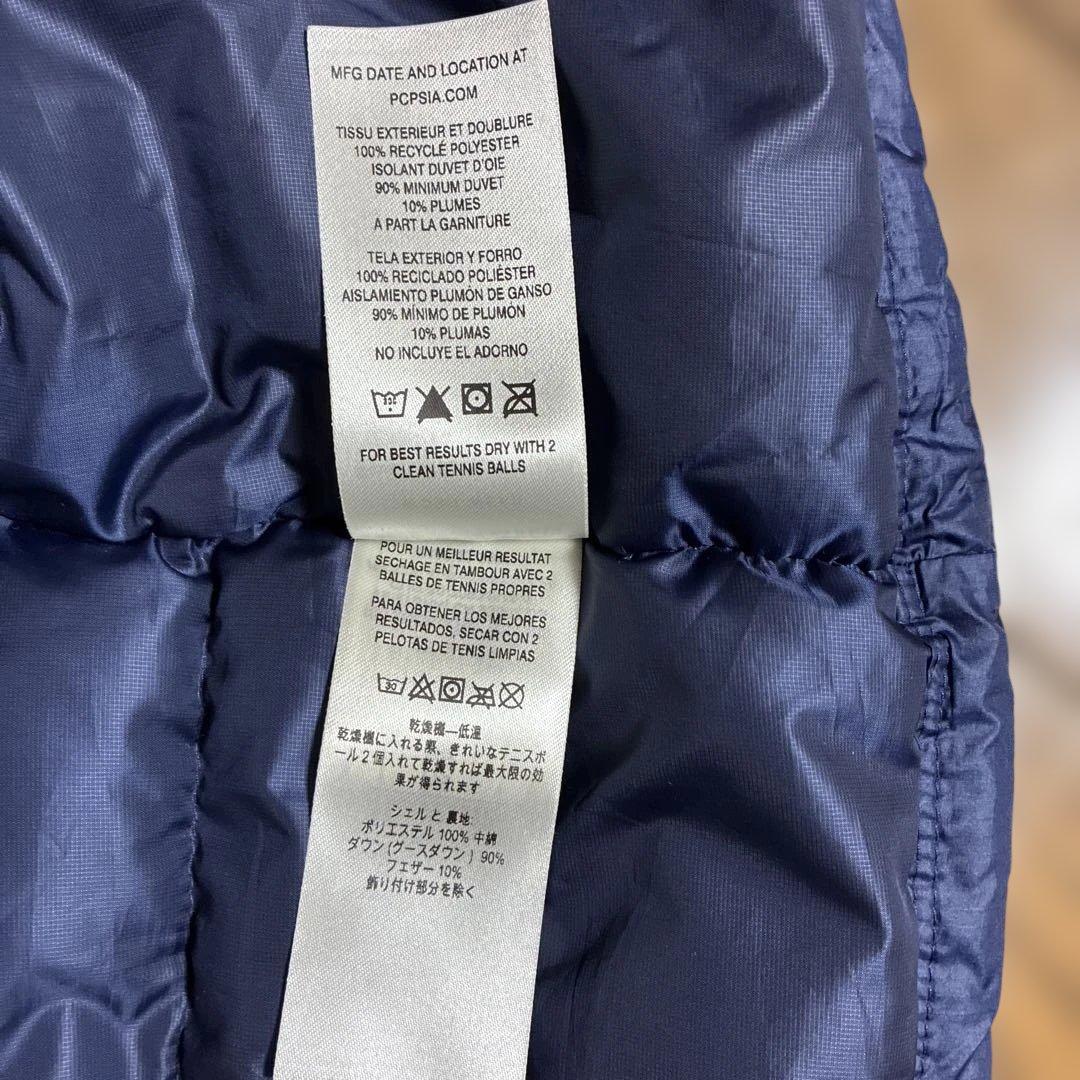 MFG DATE AND LOCATION AT
PCPSIA.COM
TISSU EXTERIEUR ET DOUBLURE
100% RECYCLÉ POLYESTER
ISOLANT DUVET D'OIE
90% MINIMUM DUVET
10% PLUMES
A PART LA GARNITURE
TELA EXTERIOR Y FORRO
100% RECICLADO POLIÉSTER
AISLAMIENTO PLUMÓN DE GANSO
90% MÍNIMO DE PLUMÓN
10% PLUMAS
NO INCLUYE EL ADORNO
FOR BEST RESULTS DRY WITH 2
CLEAN TENNIS BALLS
POUR UN MEILLEUR RESULTAT
SECHAGE EN TAMBOUR AVEC 2
BALLES DE TENNIS PROPRES
PARA OBTENER LOS MEJORES
RESULTADOS, SECAR CON 2
PELOTAS DE TENIS LIMPIAS
30
乾燥機—低温
乾燥機に入れる際、きれいなテニスボ
ール2個入れて乾燥すれば最大限の効
果が得られます
シェルと裏地:
ポリエステル 100% 中綿
ダウン (グースダウン ) 90%
フェザー 10%
飾り付け部分を除く